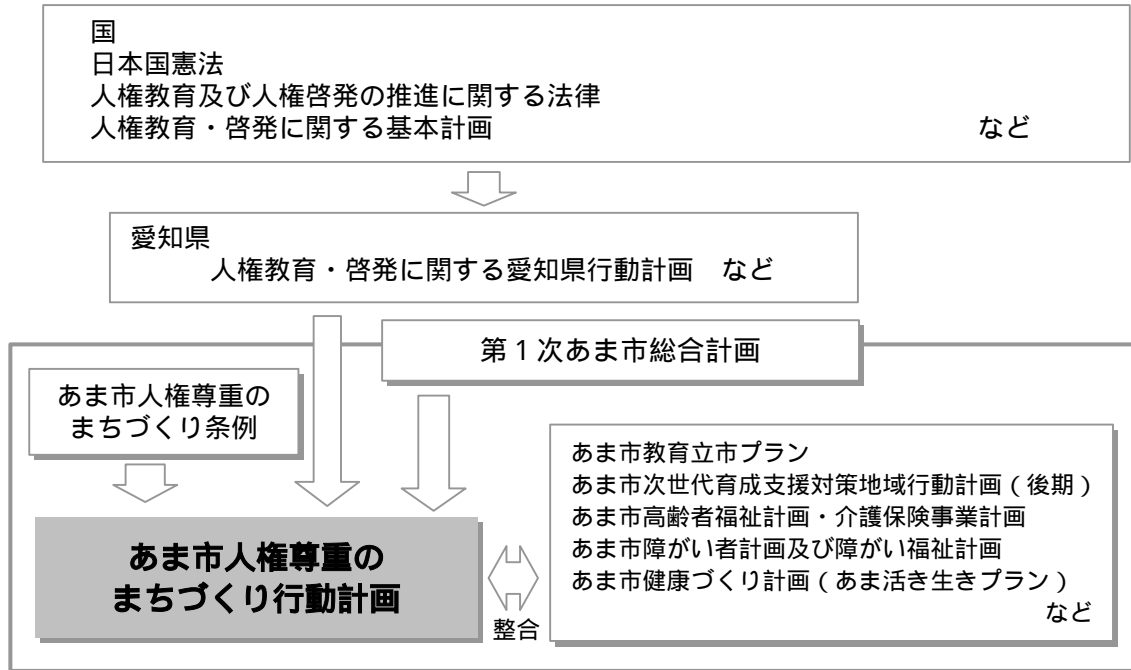 国
日本国憲法
人権教育及び人権啓発の推進に関する法律
人権教育・啓発に関する基本計画 など
愛知県
人権教育・啓発に関する愛知県行動計画 など
第1次あま市総合計画
あま市人権尊重の
まちづくり条例
あま市教育立市プラン
あま市次世代育成支援対策地域行動計画(後期)
あま市高齢者福祉計画・介護保険事業計画
あま市障がい者計画及び障がい福祉計画
あま市健康づくり計画(あま活き生きプラン)
など
あま市人権尊重の
まちづくり行動計画
整合